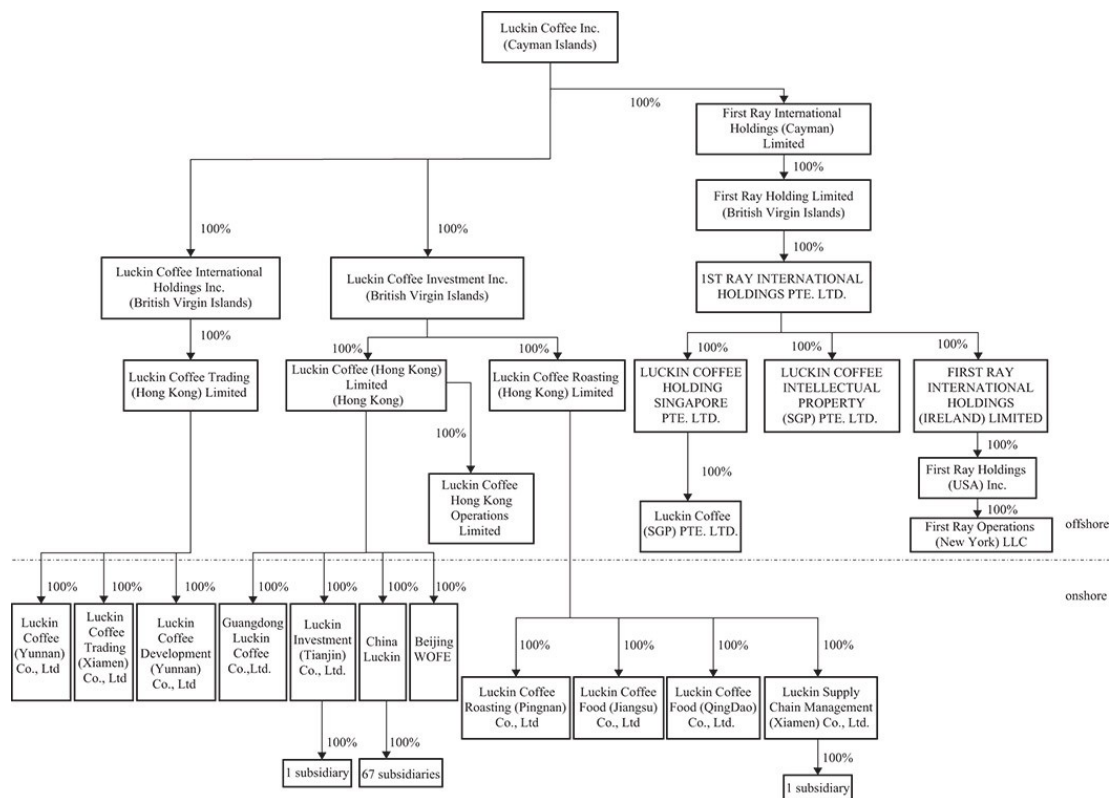 Luckin Coffee Inc.
(Cayman Islands)
100%
First Ray International
Holdings (Cayman)
Limited
100%
First Ray Holding Limited
(British Virgin Islands)
100%
100%
100%
Luckin Coffee International
Holdings Inc.
(British Virgin Islands)
Luckin Coffee Investment Inc.
(British Virgin Islands)
1ST RAY INTERNATIONAL
HOLDINGS PTE. LTD.
100%
100%
100%
100%
100%
100%
Luckin Coffee Trading
(Hong Kong) Limited
Luckin Coffee (Hong Kong)
Limited
(Hong Kong)
Luckin Coffee Roasting
(Hong Kong) Limited
LUCKIN COFFEE
HOLDING
SINGAPORE
PTE. LTD.
LUCKIN COFFEE
INTELLECTUAL
PROPERTY
(SGP) PTE. LTD.
FIRST RAY
INTERNATIONAL
HOLDINGS
(IRELAND) LIMITED
100%
100%
100%
Luckin Coffee
Hong Kong
Operations
Limited
Luckin Coffee
(SGP) PTE. LTD.
First Ray Holdings
(USA) Inc.
100%
First Ray Operations
(New York) LLC
offshore
onshore
100%
100%
100%
100%
100%
100%
100%
Luckin
Coffee
(Yunnan)
Co., Ltd
Luckin
Coffee
Trading
(Xiamen)
Co., Ltd
Luckin
Coffee
Development
(Yunnan)
Co., Ltd
Guangdong
Luckin
Coffee
Co.,Ltd.
Luckin
Investment
(Tianjin)
Co., Ltd.
China
Luckin
Beijing
WOFE
100%
100%
100%
100%
Luckin Coffee
Roasting (Pingnan)
Co., Ltd
Luckin Coffee
Food (Jiangsu)
Co., Ltd
Luckin Coffee
Food (QingDao)
Co., Ltd.
Luckin Supply
Chain Management
(Xiamen) Co., Ltd.
100%
100%
100%
1 subsidiary
67 subsidiaries
1 subsidiary